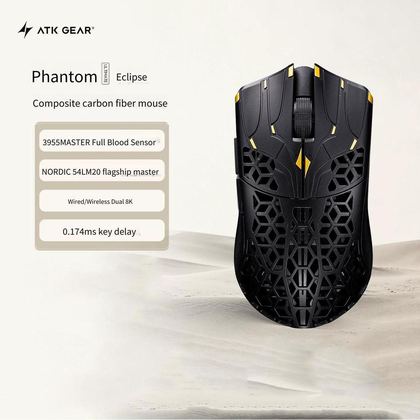 ATK GEAR
Phantom Eclipse
Composite carbon fiber mouse
3955MASTER Full Blood Sensor
NORDIC 54LM20 flagship master
Wired/Wireless Dual 8K
0.174ms key delay